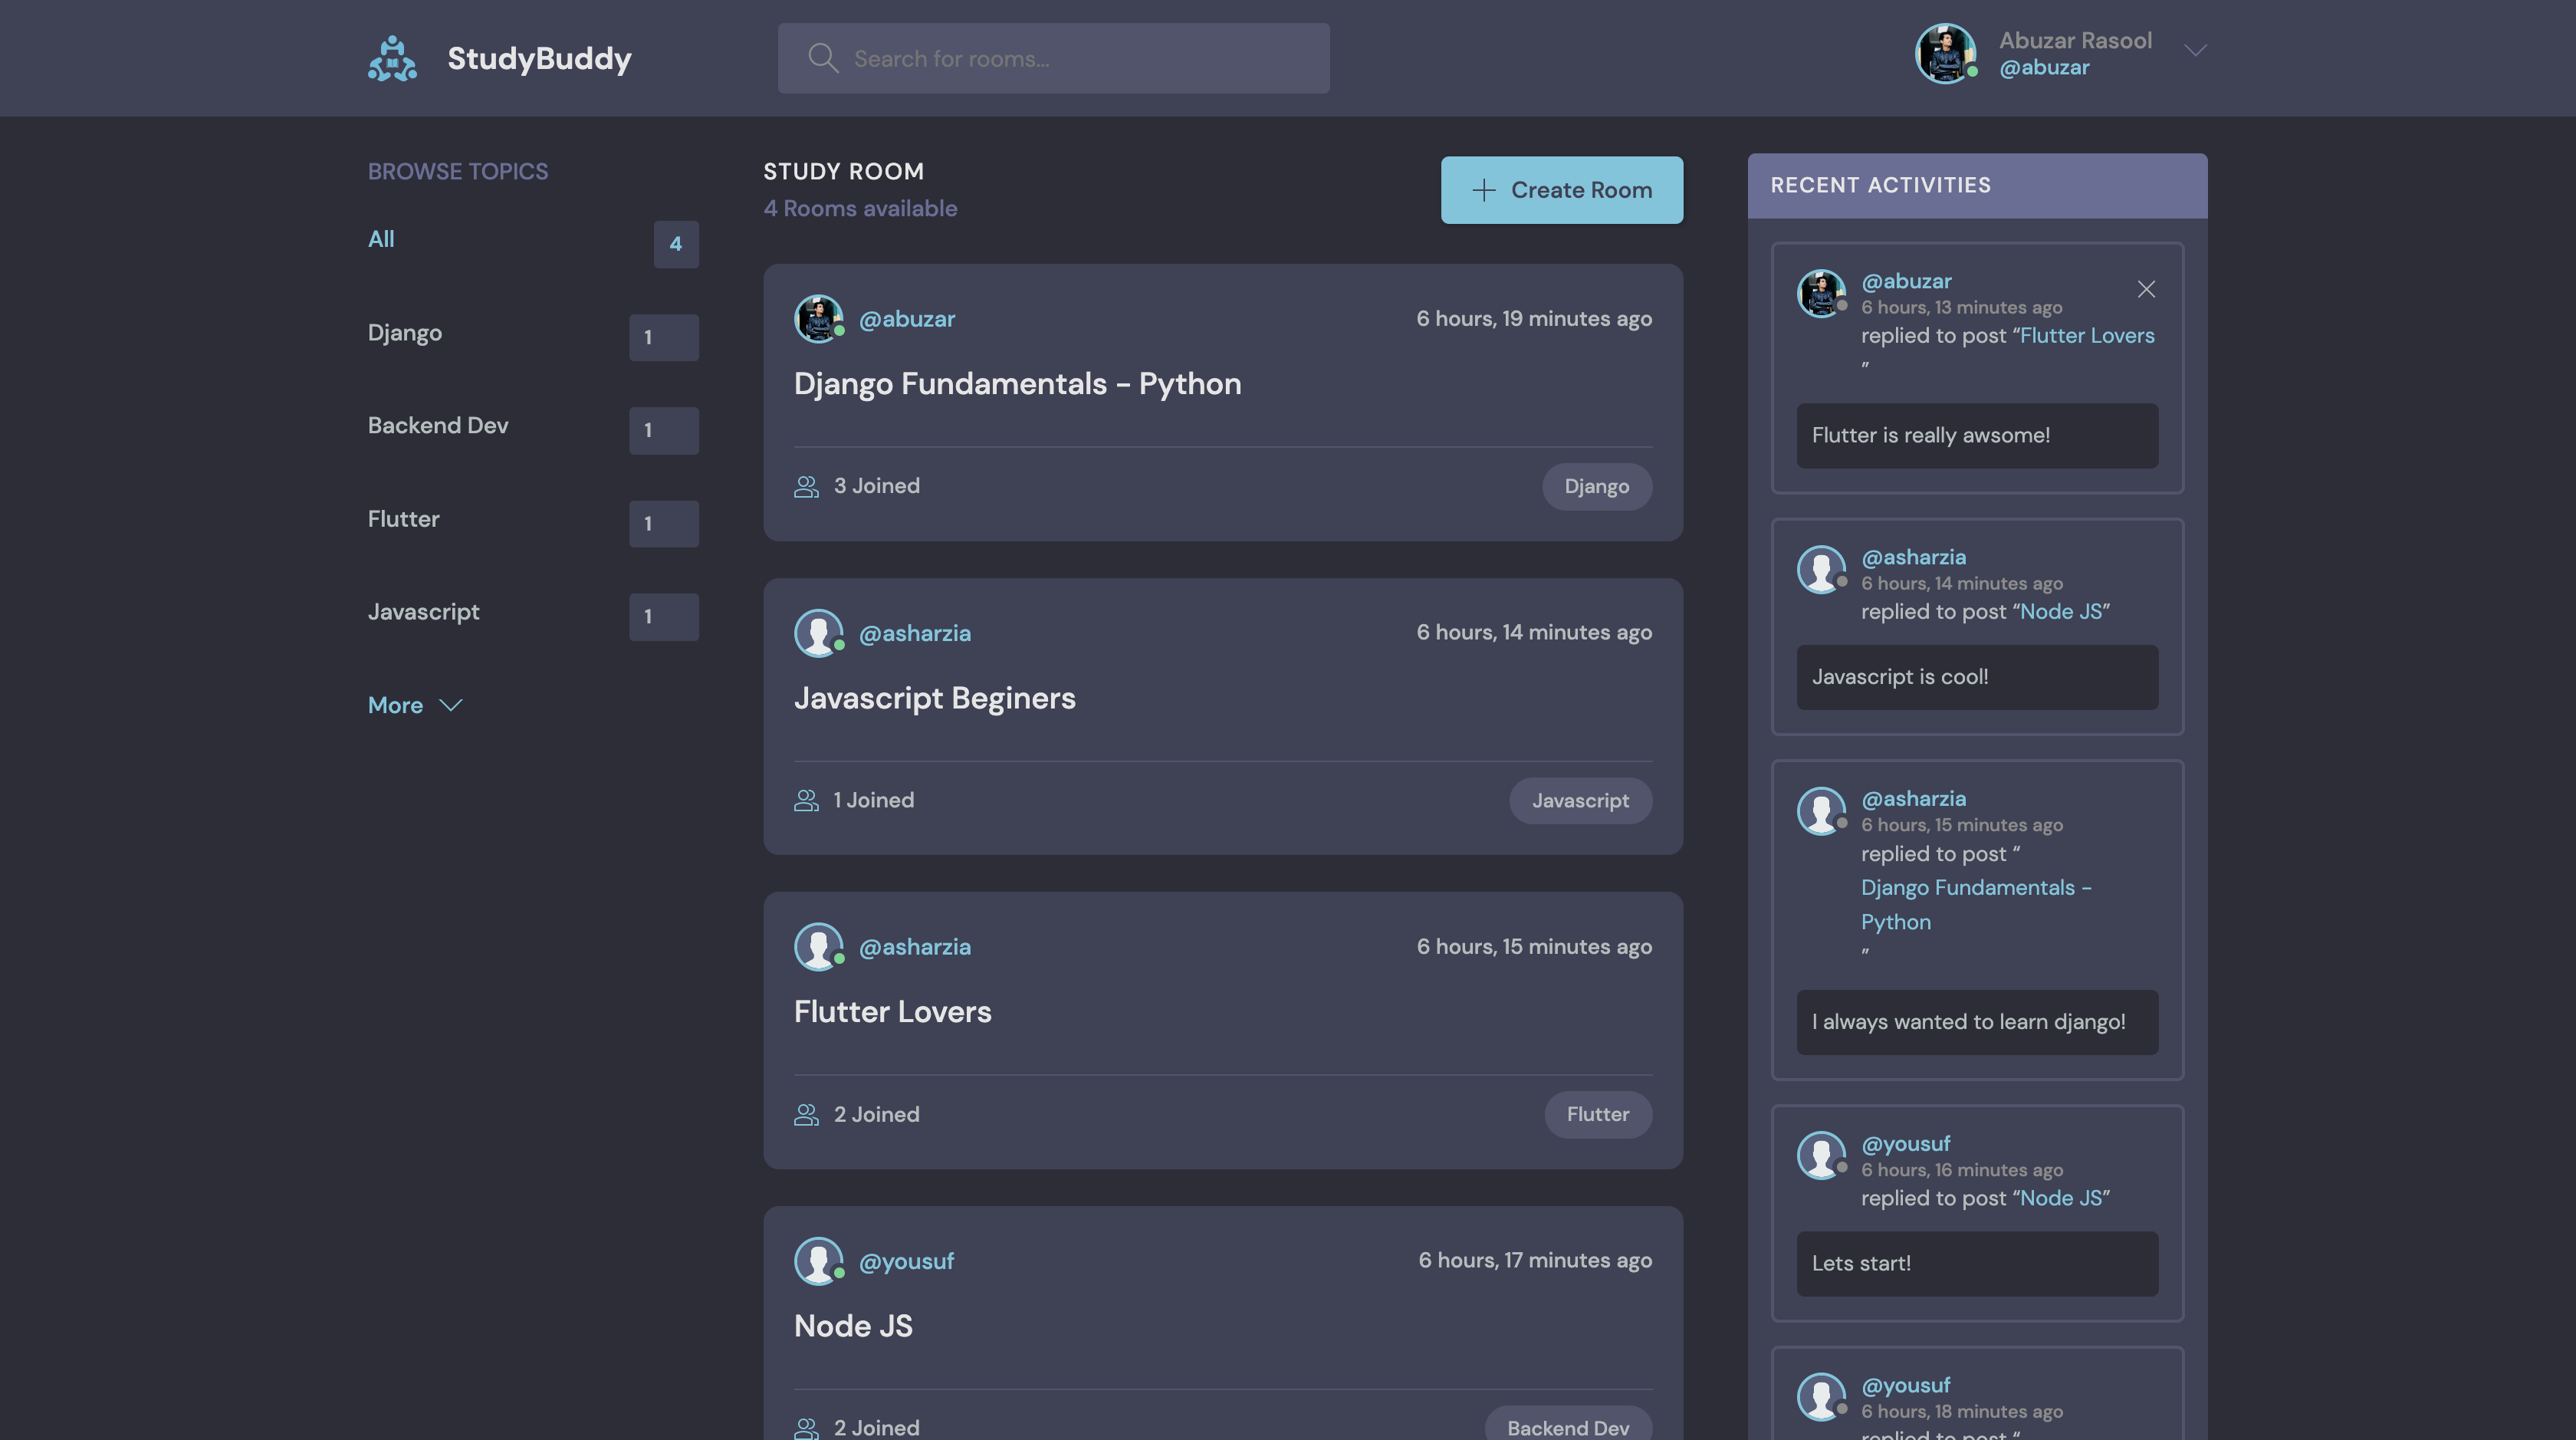 StudyBuddy
Search for rooms...
Abuzar Rasool
@abuzar
BROWSE TOPICS
All 4
Django 1
Backend Dev 1
Flutter 1
Javascript 1
More
STUDY ROOM
4 Rooms available
Create Room
@abuzar 6 hours, 19 minutes ago
Django Fundamentals - Python
3 Joined Django
@asharzia 6 hours, 14 minutes ago
Javascript Beginers
1 Joined Javascript
@asharzia 6 hours, 15 minutes ago
Flutter Lovers
2 Joined Flutter
@yousuf 6 hours, 17 minutes ago
Node JS
2 Joined Backend Dev
RECENT ACTIVITIES
@abuzar
6 hours, 13 minutes ago
replied to post “Flutter Lovers
”
Flutter is really awsome!
@asharzia
6 hours, 14 minutes ago
replied to post “Node JS”
Javascript is cool!
@asharzia
6 hours, 15 minutes ago
replied to post “
Django Fundamentals -
Python
”
I always wanted to learn django!
@yousuf
6 hours, 16 minutes ago
replied to post “Node JS”
Lets start!
@yousuf
6 hours, 18 minutes ago
replied to post “